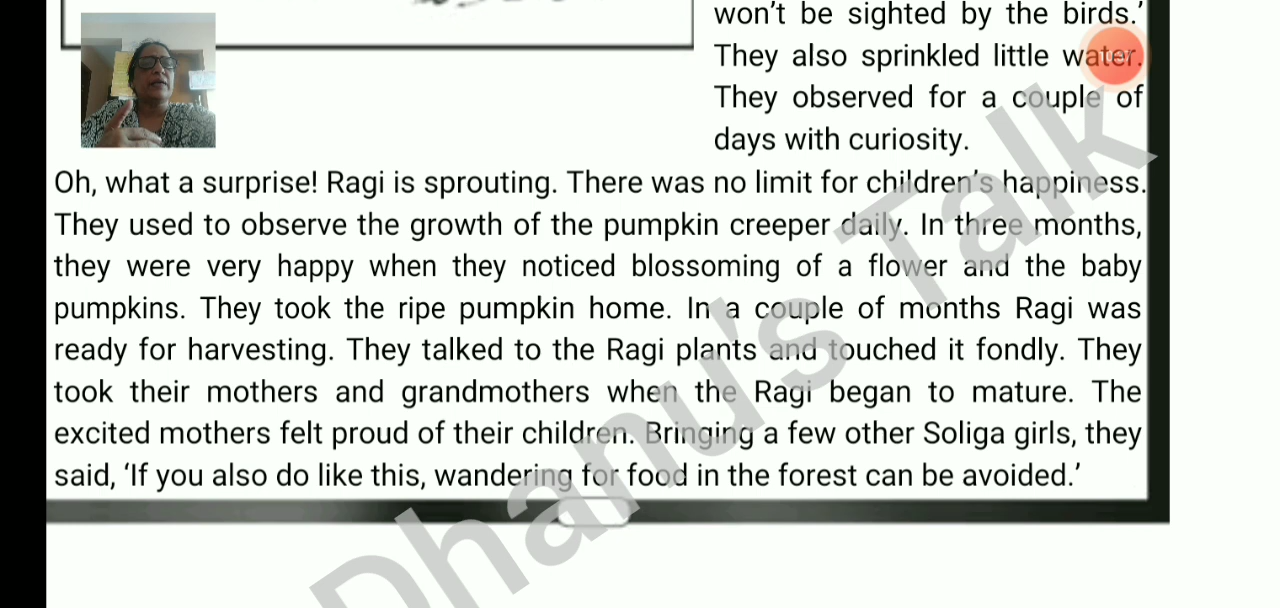 won’t be sighted by the birds.’
They also sprinkled little water.
They observed for a couple of
days with curiosity.
Oh, what a surprise! Ragi is sprouting. There was no limit for children’s happiness.
They used to observe the growth of the pumpkin creeper daily. In three months,
they were very happy when they noticed blossoming of a flower and the baby
pumpkins. They took the ripe pumpkin home. In a couple of months Ragi was
ready for harvesting. They talked to the Ragi plants and touched it fondly. They
took their mothers and grandmothers when the Ragi began to mature. The
excited mothers felt proud of their children. Bringing a few other Soliga girls, they
said, ‘If you also do like this, wandering for food in the forest can be avoided.’
Dhanu's Talk